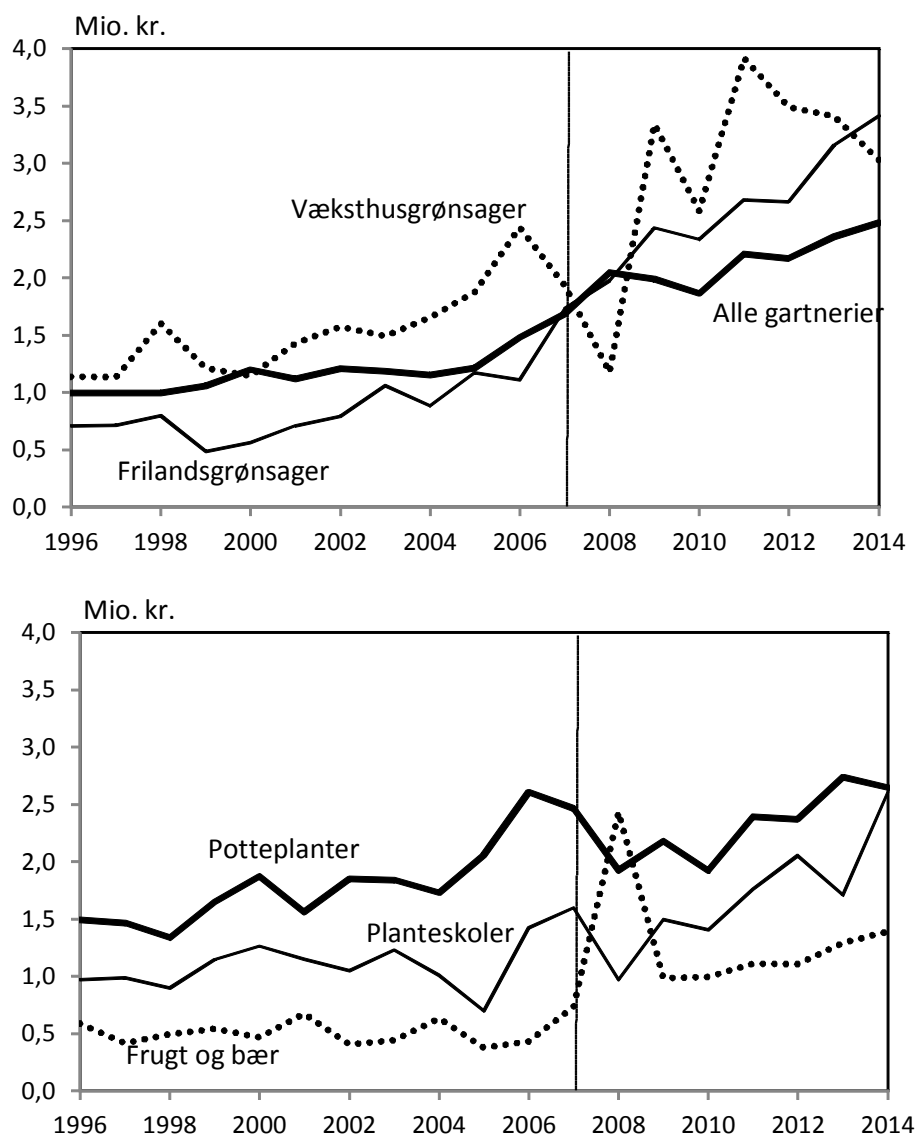 Mio. kr.
4,0
3,5
3,0
2,5
2,0
1,5
1,0
0,5
0,0
Væksthusgrønsager
Alle gartnerier
Frilandsgrønsager
1996 1998 2000 2002 2004 2006 2008 2010 2012 2014
Mio. kr.
4,0
3,5
3,0
2,5
2,0
1,5
1,0
0,5
0,0
Potteplanter
Planteskoler
Frugt og bær
1996 1998 2000 2002 2004 2006 2008 2010 2012 2014